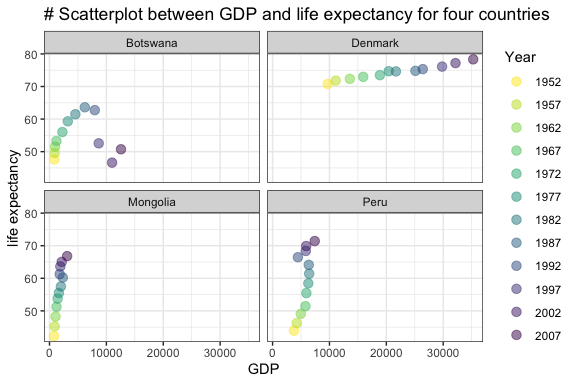 # Scatterplot between GDP and life expectancy for four countries
Botswana
Denmark
80
70
60
50
Mongolia
Peru
80
70
60
50
life expectancy
0 10000 20000 30000
0 10000 20000 30000
GDP
Year
1952
1957
1962
1967
1972
1977
1982
1987
1992
1997
2002
2007